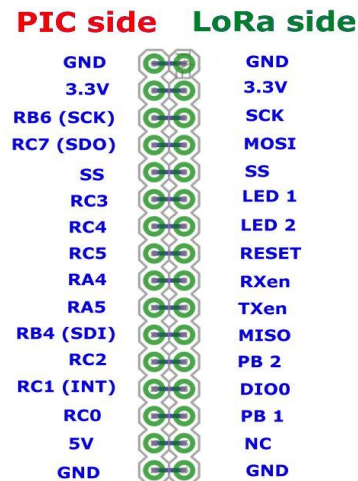 PIC side LoRa side
GND GND
3.3V 3.3V
RB6 (SCK) SCK
RC7 (SDO) MOSI
SS SS
RC3 LED 1
RC4 LED 2
RC5 RESET
RA4 RXen
RA5 TXen
RB4 (SDI) MISO
RC2 PB 2
RC1 (INT) DIO0
RC0 PB 1
5V NC
GND GND